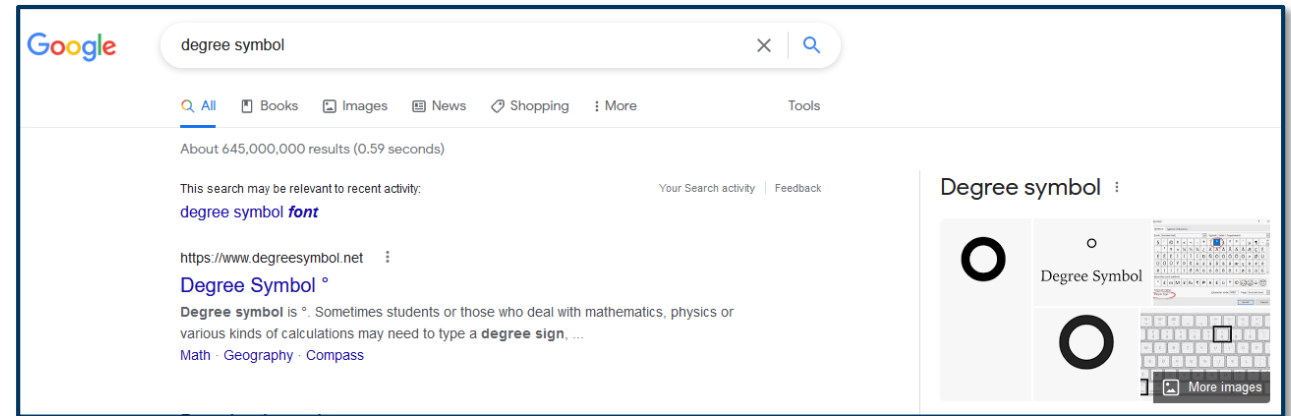 Google
degree symbol
All Books Images News Shopping More Tools
About 645,000,000 results (0.59 seconds)
This search may be relevant to recent activity: Your Search activity Feedback
degree symbol font
https://www.degreesymbol.net
Degree Symbol °
Degree symbol is °. Sometimes students or those who deal with mathematics, physics or
various kinds of calculations may need to type a degree sign, ...
Math · Geography · Compass
Degree symbol
Degree Symbol
More images